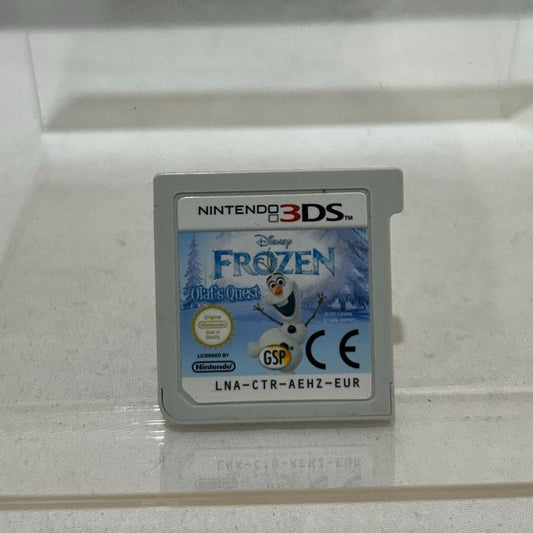 NINTENDO 3DS™
Disney
FROZEN
Olaf's Quest
Original
Nintendo
Seal of
Quality
LICENSED BY
Nintendo
GSP
CE
LNA-CTR-AEHZ-EUR